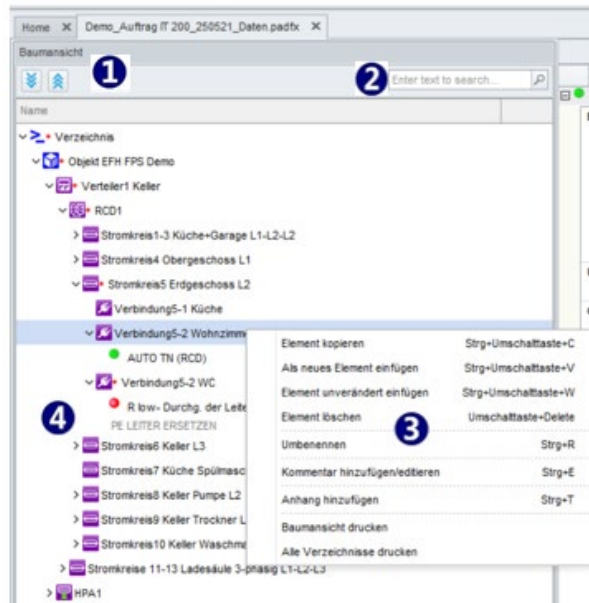 Home X Demo_Auftrag IT 200_250521_Daten.padfx X
Baumansicht
1
2 Enter text to search...
Name
Verzeichnis
Objekt EFH FPS Demo
Verteiler1 Keller
RCD1
Stromkreis1-3 Küche+Garage L1-L2-L2
Stromkreis4 Obergeschoss L1
Stromkreis5 Erdgeschoss L2
Verbindung5-1 Küche
Verbindung5-2 Wohnzimme
AUTO TN (RCD)
Verbindung5-2 WC
R low- Durchg. der Leite
PE LEITER ERSETZEN
4
Stromkreis6 Keller L3
Stromkreis7 Küche Spülmasc
Stromkreis8 Keller Pumpe L2
Stromkreis9 Keller Trockner L
Stromkreis10 Keller Waschma
Stromkreise 11-13 Ladesäule 3-phasig L1-L2-L3
HPA1
Element kopieren Strg+Umschalttaste+C
Als neues Element einfügen Strg+Umschalttaste+V
Element unverändert einfügen Strg+Umschalttaste+W
Element löschen Umschalttaste+Delete
3
Umbenennen Strg+R
Kommentar hinzufügen/editieren Strg+E
Anhang hinzufügen Strg+T
Baumansicht drucken
Alle Verzeichnisse drucken